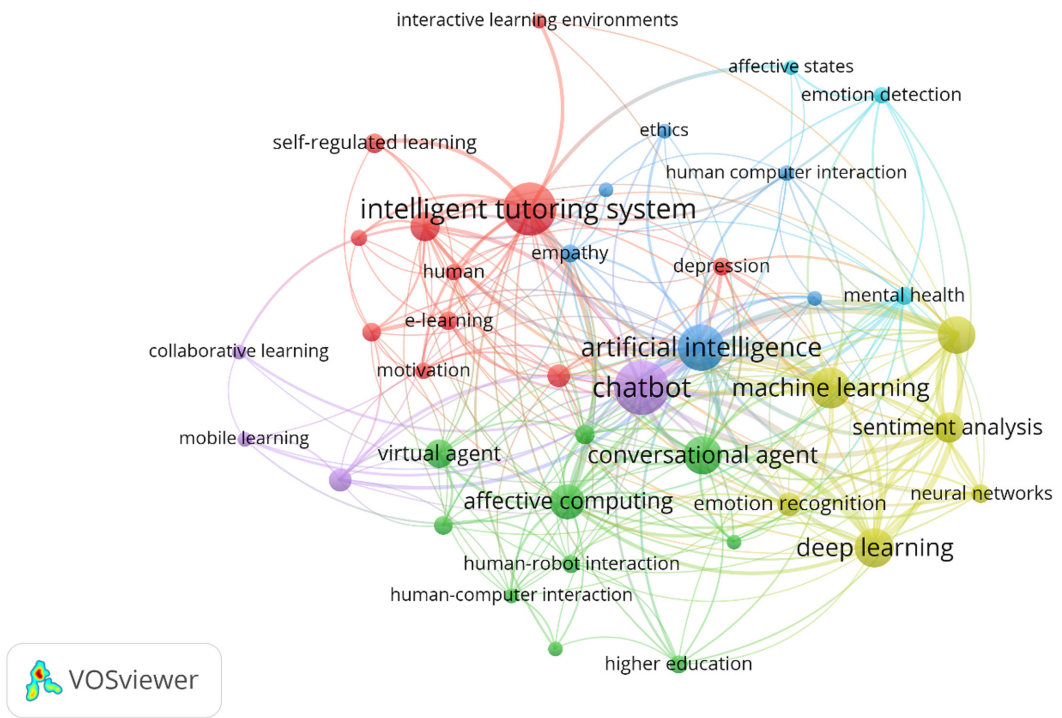 interactive learning environments
affective states
emotion detection
ethics
self-regulated learning
human computer interaction
intelligent tutoring system
empathy
depression
human
mental health
e-learning
artificial intelligence
collaborative learning
motivation
chatbot
machine learning
sentiment analysis
mobile learning
virtual agent
conversational agent
neural networks
affective computing
emotion recognition
deep learning
human-robot interaction
human-computer interaction
higher education
VOSviewer